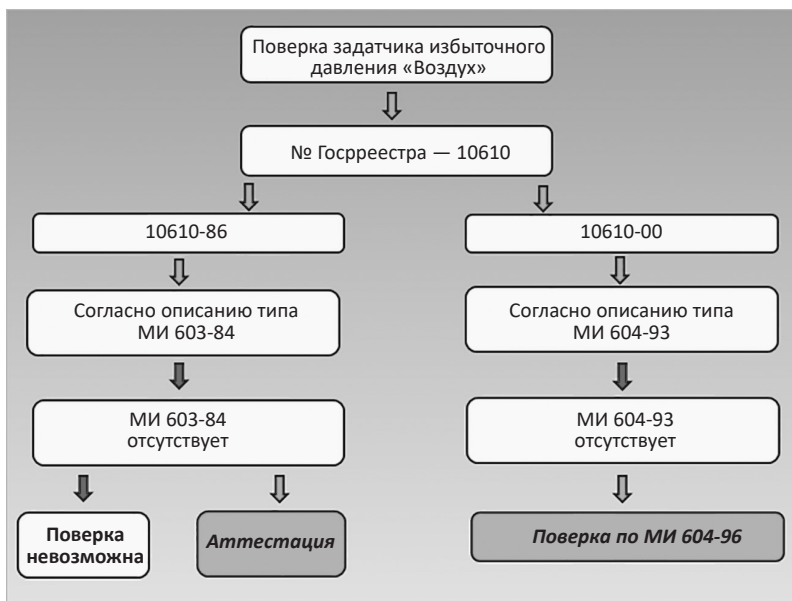 Поверка задатчика избыточного
давления «Воздух»
№ Госрреестра — 10610
10610-86
10610-00
Согласно описанию типа
МИ 603-84
Согласно описанию типа
МИ 604-93
МИ 603-84
отсутствует
МИ 604-93
отсутствует
Поверка
невозможна
Аттестация
Поверка по МИ 604-96